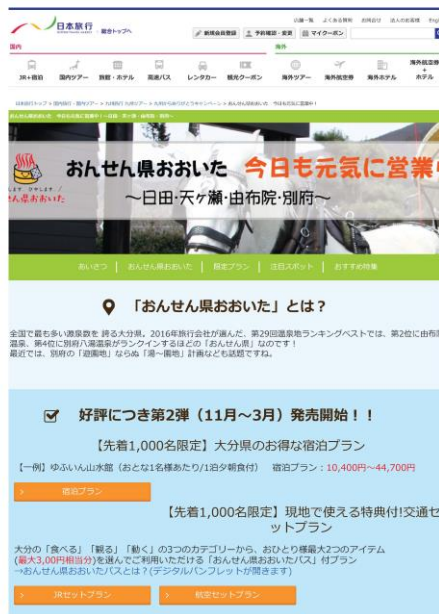 店舗一覧 よくある質問 お問合せ 法人のお客様
日本旅行 総合トップへ
新規会員登録 予約確認・変更 マイクーポン
国内 海外
JR+宿泊 国内ツアー 旅館・ホテル 高速バス レンタカー 観光クーポン 海外ツアー 海外航空券 海外ホテル 海外航空券
+
ホテル
おんせん県おおいた 今日も元気に営業
～日田・天ヶ瀬・由布院・別府～
あいさつ | おんせん県おおいた | 限定プラン | 注目スポット | おすすめ特集
「おんせん県おおいた」とは？
全国で最も多い源泉数を 誇る大分県。2016年旅行会社が選んだ、第29回温泉地ランキングベストでは、第2位に由布
温泉、第4位に別府八湯温泉がランクインするほどの「おんせん県」なのです！
最近では、別府の「遊園地」ならぬ「湯～園地」計画なども話題ですね。
好評につき第2弾（11月～3月）発売開始！！
【先着1,000名限定】大分県のお得な宿泊プラン
【一例】ゆふいん山水館（おとな1名様あたり/1泊夕朝食付） 宿泊プラン：10,400円～44,700円
宿泊プラン
【先着1,000名限定】現地で使える特典付!交通セ
ットプラン
大分の「食べる」「観る」「動く」の3つのカテゴリーから、おひとり様最大2つのアイテム
(最大3,00円相当分)を選んでご利用いただける「おんせん県おおいたパス」付プラン
→おんせん県おおいたパスとは？(デジタルパンフレットが開きます)
JRセットプラン 航空セットプラン